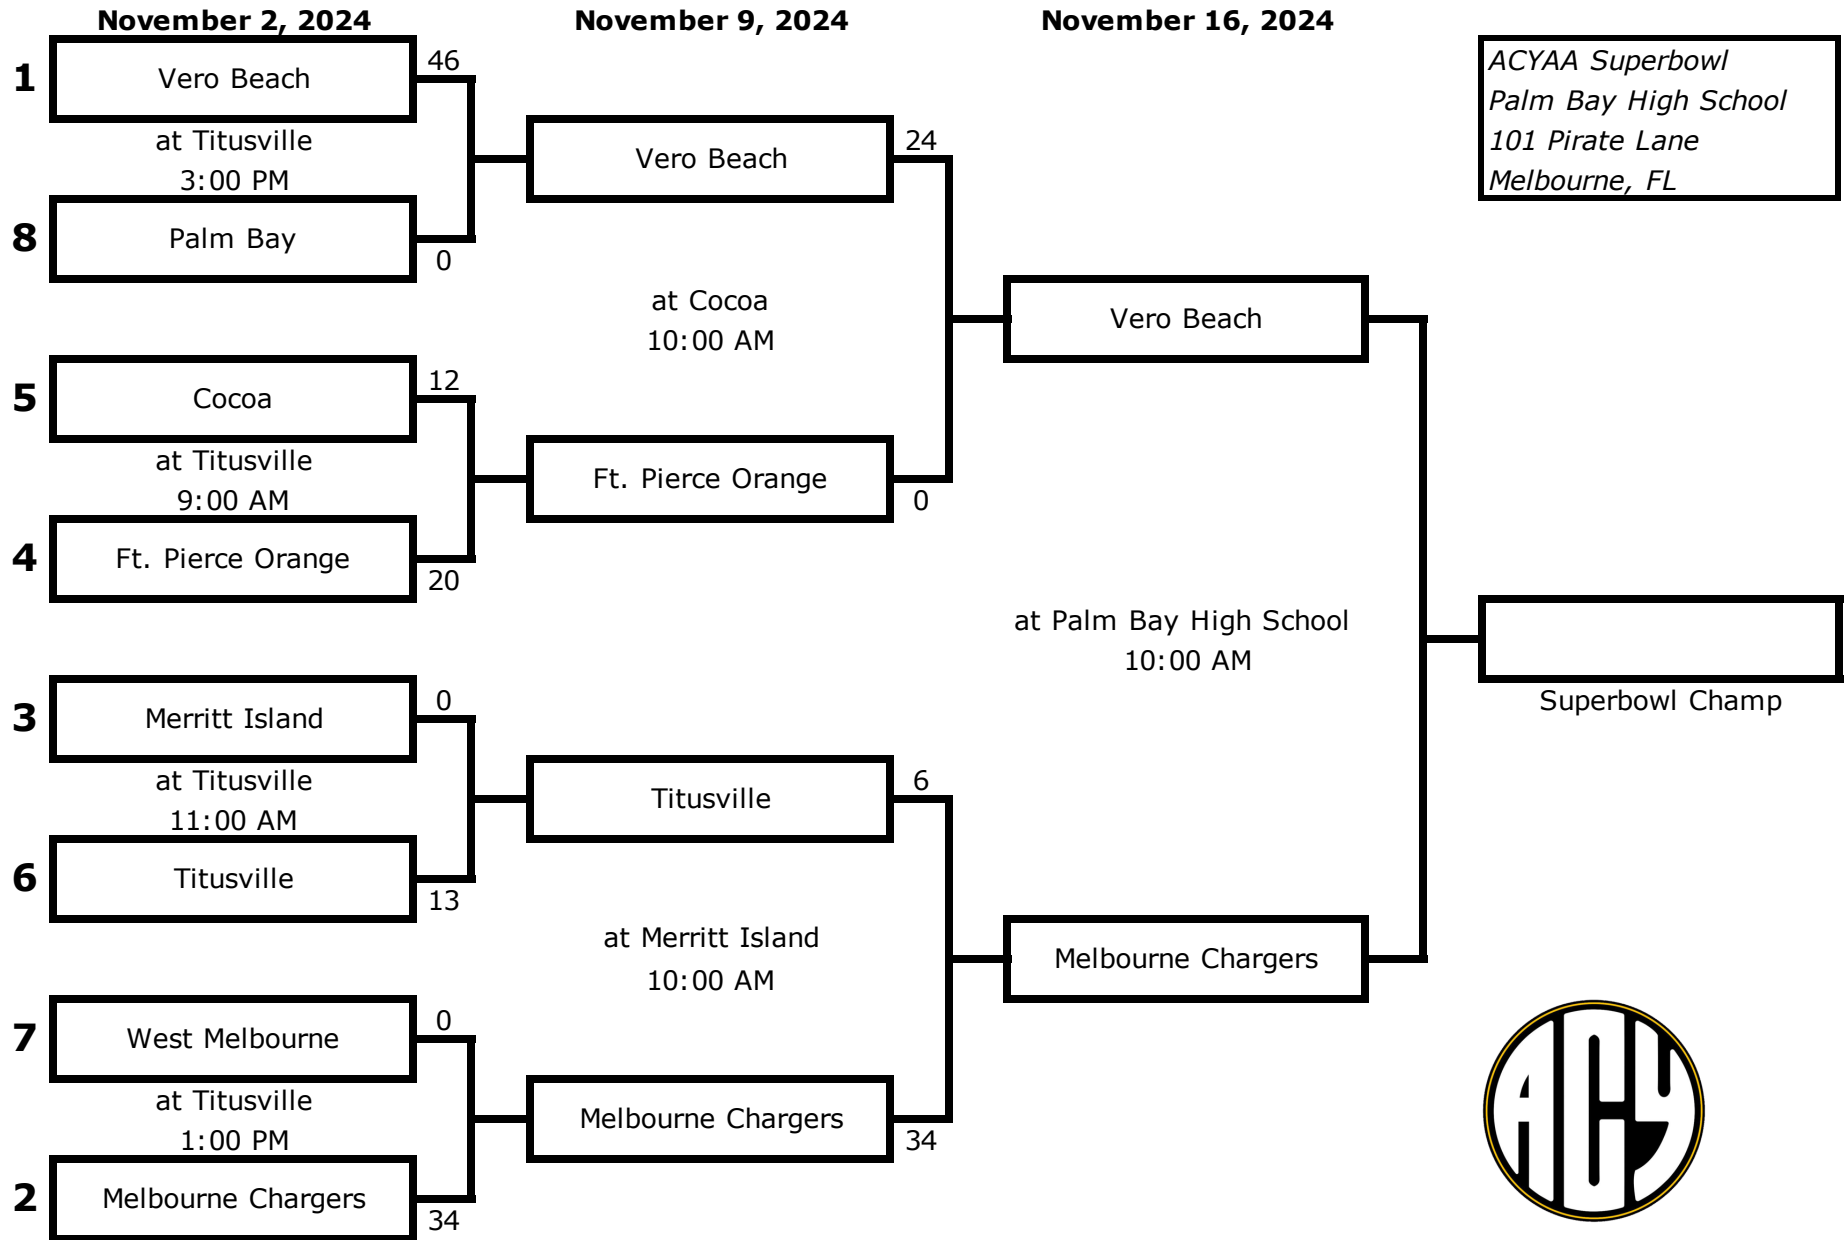 November 2, 2024
November 9, 2024
November 16, 2024
ACYAA Superbowl
Palm Bay High School
101 Pirate Lane
Melbourne, FL
1
Vero Beach
46
at Titusville
3:00 PM
8
Palm Bay
0
5
Cocoa
12
at Titusville
9:00 AM
4
Ft. Pierce Orange
20
3
Merritt Island
0
at Titusville
11:00 AM
6
Titusville
13
7
West Melbourne
0
at Titusville
1:00 PM
2
Melbourne Chargers
34
Vero Beach
24
at Cocoa
10:00 AM
Ft. Pierce Orange
0
Titusville
6
at Merritt Island
10:00 AM
Melbourne Chargers
34
Vero Beach
at Palm Bay High School
10:00 AM
Melbourne Chargers
Superbowl Champ
ACY